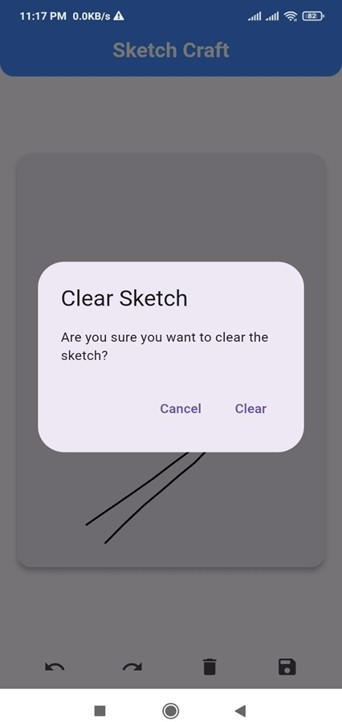 11:17 PM 0.0KB/s
82
Sketch Craft
Clear Sketch
Are you sure you want to clear the
sketch?
Cancel Clear